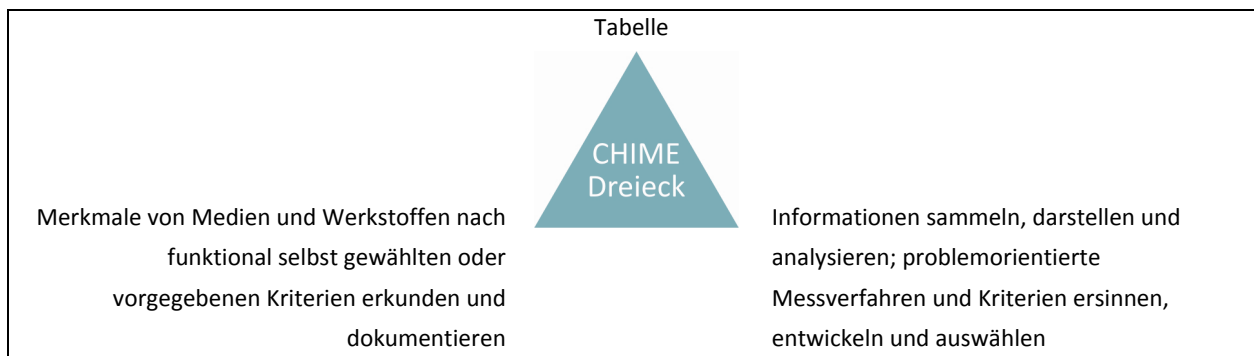 Tabelle
CHIME
Dreieck
Merkmale von Medien und Werkstoffen nach
funktional selbst gewählten oder
vorgegebenen Kriterien erkunden und
dokumentieren
Informationen sammeln, darstellen und
analysieren; problemorientierte
Messverfahren und Kriterien ersinnen,
entwickeln und auswählen